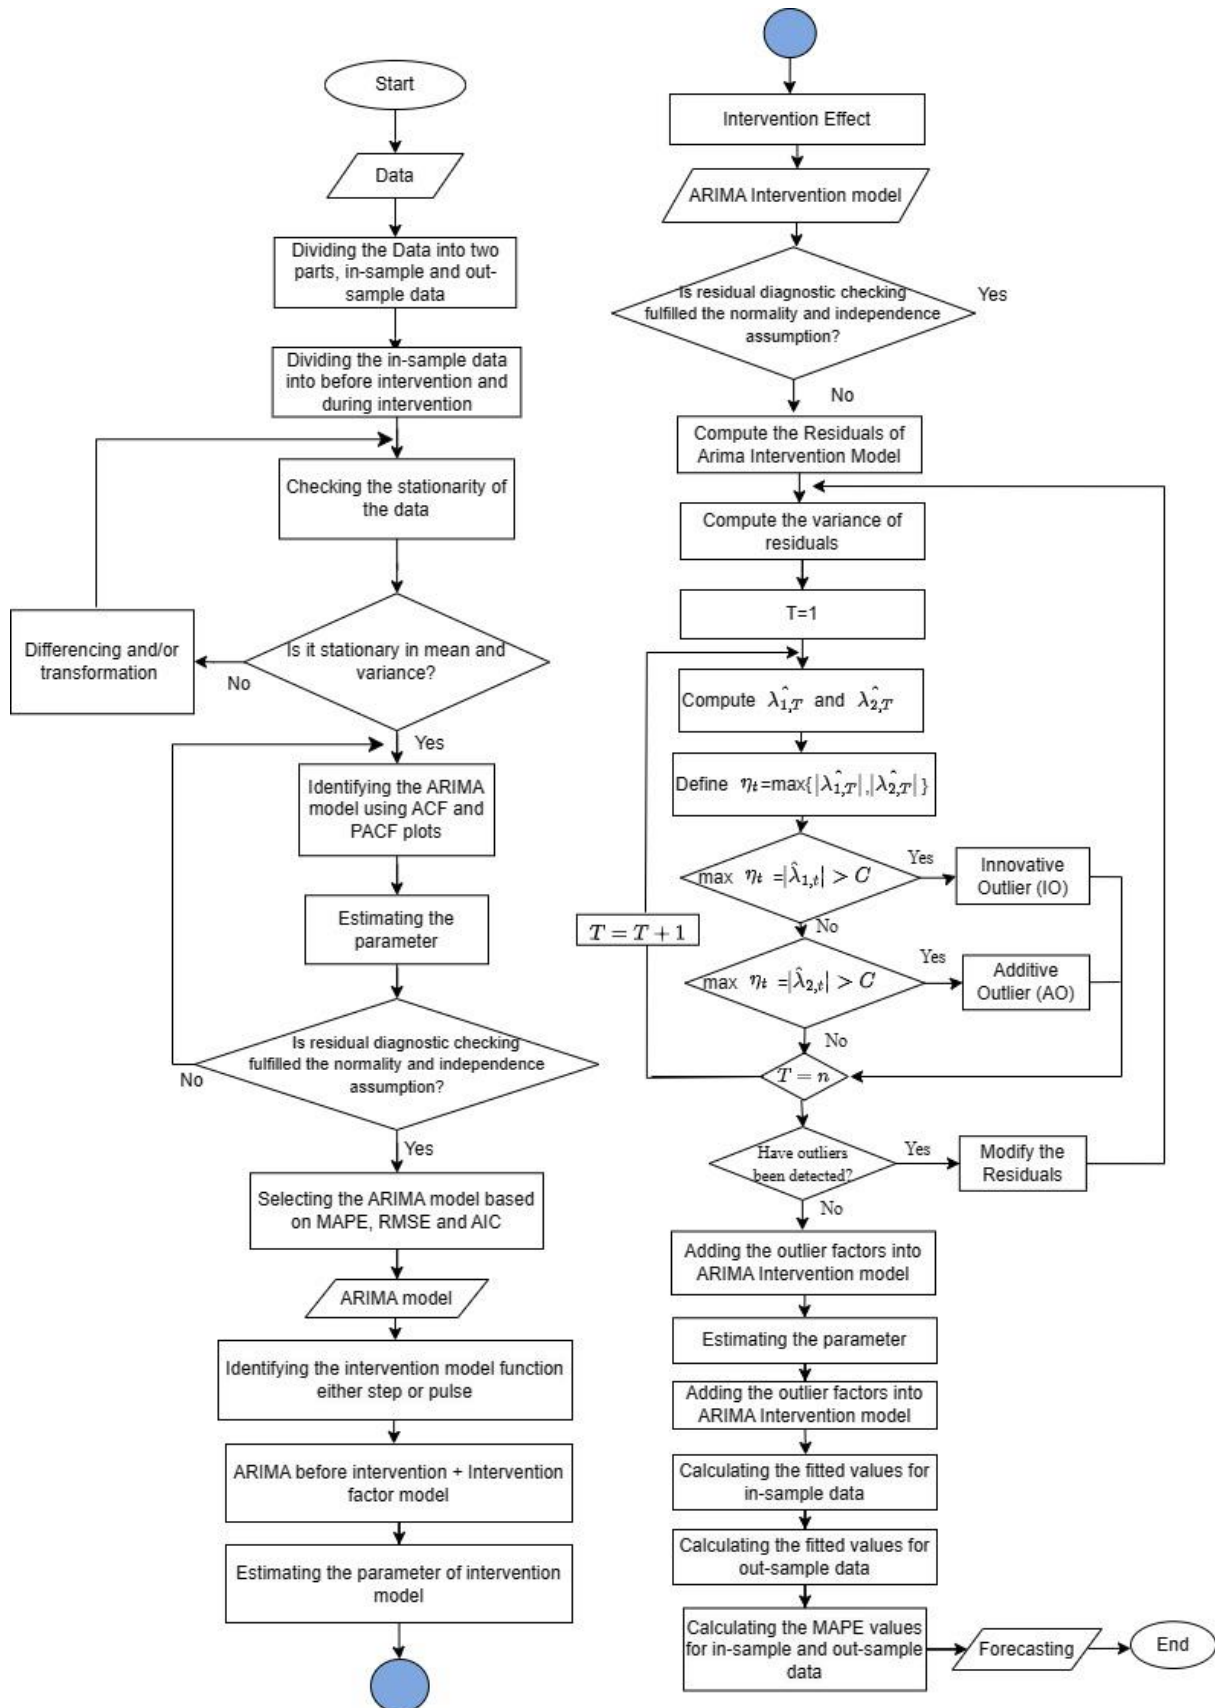 Start
Data
Dividing the Data into two
parts, in-sample and out-
sample data
Dividing the in-sample data
into before intervention and
during intervention
Checking the stationarity of
the data
Is it stationary in mean and
variance?
No
Differencing and/or
transformation
Yes
Identifying the ARIMA
model using ACF and
PACF plots
Estimating the
parameter
Is residual diagnostic checking
fulfilled the normality and independence
assumption?
No
Yes
Selecting the ARIMA model based
on MAPE, RMSE and AIC
ARIMA model
Identifying the intervention model function
either step or pulse
ARIMA before intervention + Intervention
factor model
Estimating the parameter of intervention
model
Intervention Effect
ARIMA Intervention model
Is residual diagnostic checking
fulfilled the normality and independence
assumption?
Yes
No
Compute the Residuals of
Arima Intervention Model
Compute the variance of
residuals
T=1
Compute λ̂1,T and λ̂2,T
Define ηt=max{|λ̂1,T|,|λ̂2,T|}
max ηt =|λ̂1,t| > C
Yes
Innovative
Outlier (IO)
No
T = T + 1
max ηt =|λ̂2,t| > C
Yes
Additive
Outlier (AO)
No
T = n
Have outliers
been detected?
Yes
Modify the
Residuals
No
Adding the outlier factors into
ARIMA Intervention model
Estimating the parameter
Adding the outlier factors into
ARIMA Intervention model
Calculating the fitted values for
in-sample data
Calculating the fitted values for
out-sample data
Calculating the MAPE values
for in-sample and out-sample
data
Forecasting
End